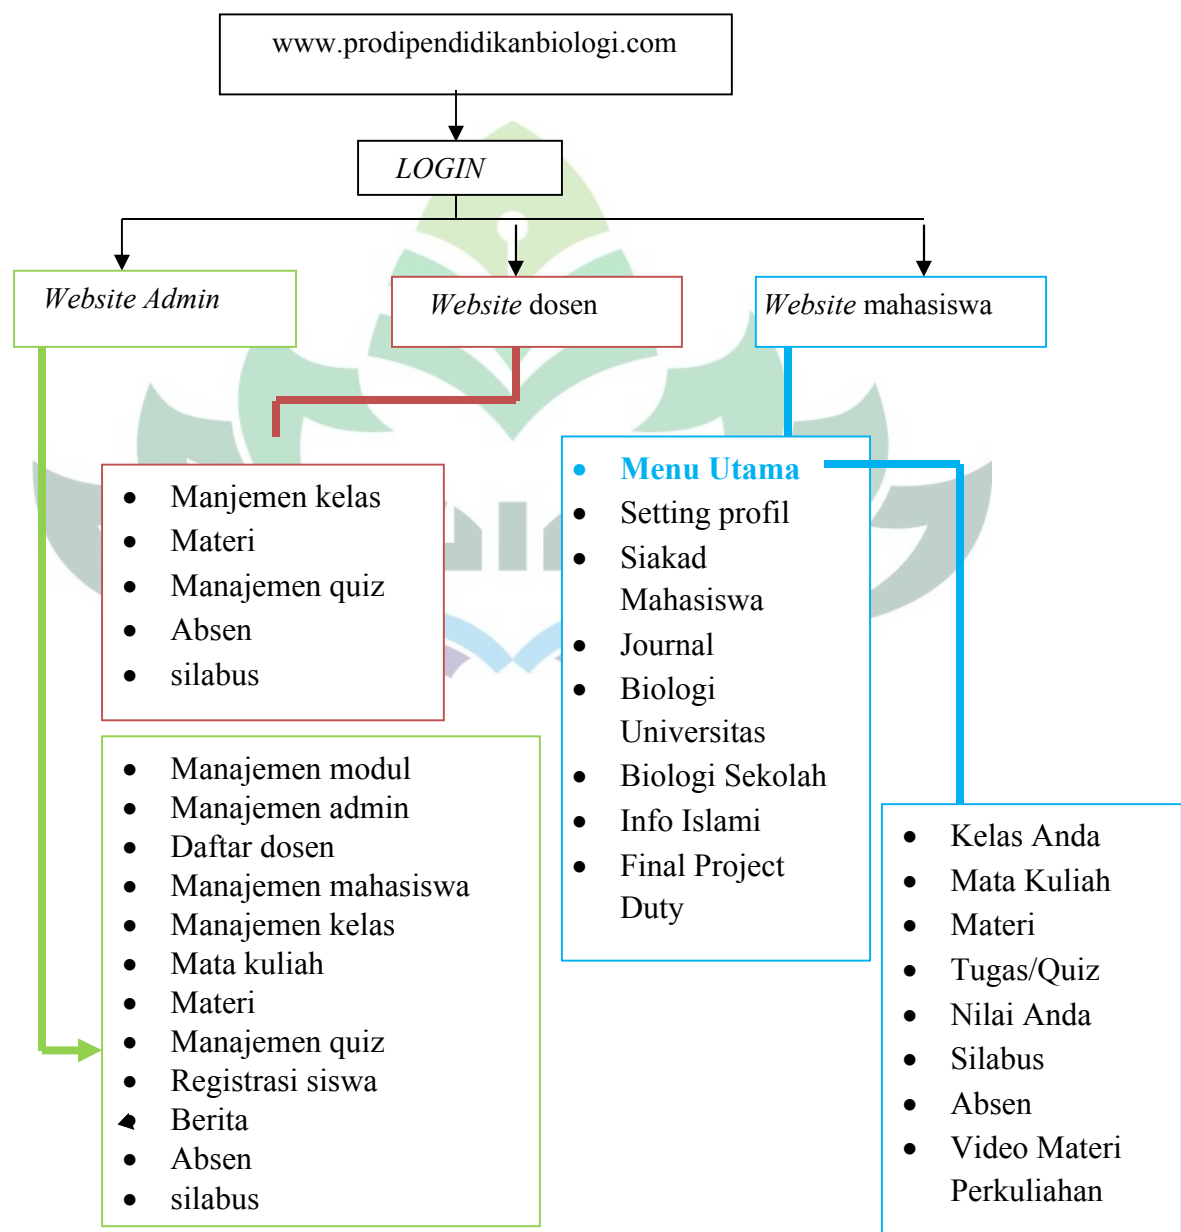 www.prodipendidikanbiologi.com
LOGIN
Website Admin
Website dosen
Website mahasiswa
• Manjemen kelas
• Materi
• Manajemen quiz
• Absen
• silabus
• Menu Utama
• Setting profil
• Siakad
Mahasiswa
• Journal
• Biologi
Universitas
• Biologi Sekolah
• Info Islami
• Final Project
Duty
• Manajemen modul
• Manajemen admin
• Daftar dosen
• Manajemen mahasiswa
• Manajemen kelas
• Mata kuliah
• Materi
• Manajemen quiz
• Registrasi siswa
• Berita
• Absen
• silabus
• Kelas Anda
• Mata Kuliah
• Materi
• Tugas/Quiz
• Nilai Anda
• Silabus
• Absen
• Video Materi
Perkuliahan